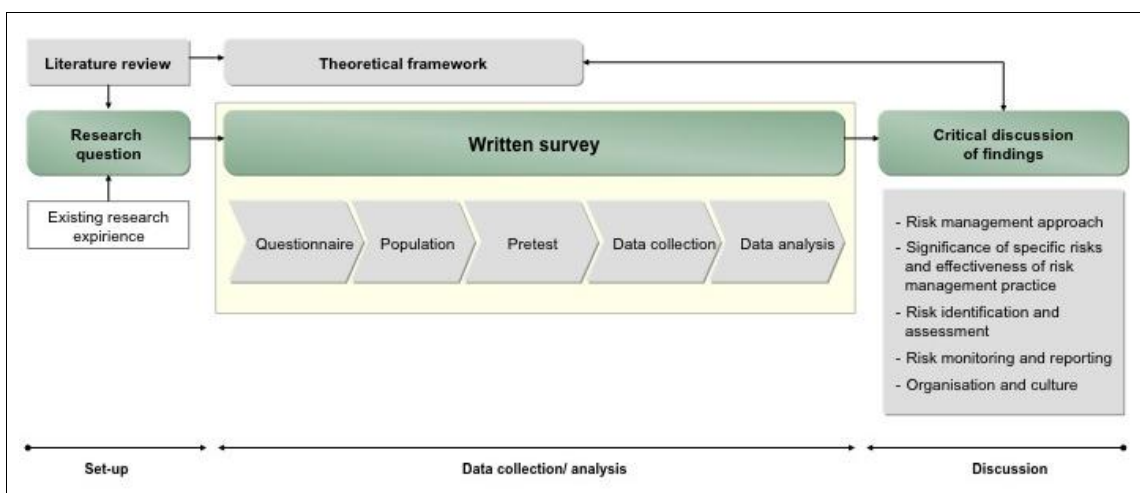 Literature review
Theoretical framework
Research
question
Written survey
Critical discussion
of findings
Existing research
expirience
Questionnaire
Population
Pretest
Data collection
Data analysis
- Risk management approach
- Significance of specific risks
and effectiveness of risk
management practice
- Risk identification and
assessment
- Risk monitoring and reporting
- Organisation and culture
Set-up
Data collection/ analysis
Discussion